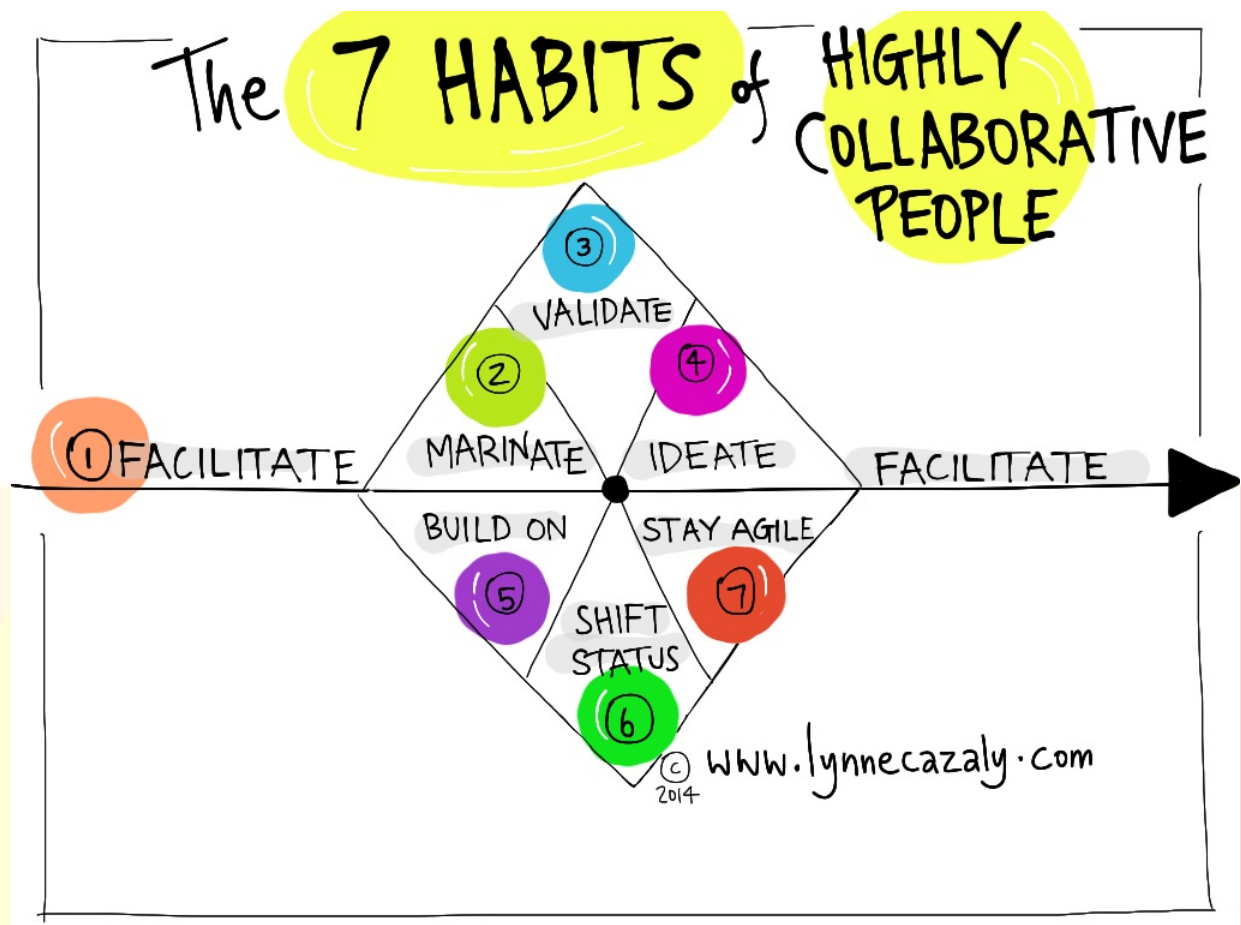 The 7 HABITS of HIGHLY
COLLABORATIVE
PEOPLE
3
VALIDATE
2
4
1 FACILITATE
MARINATE
IDEATE
FACILITATE
BUILD ON
STAY AGILE
5
7
SHIFT
STATUS
6
© www.lynnecazaly.com
2014